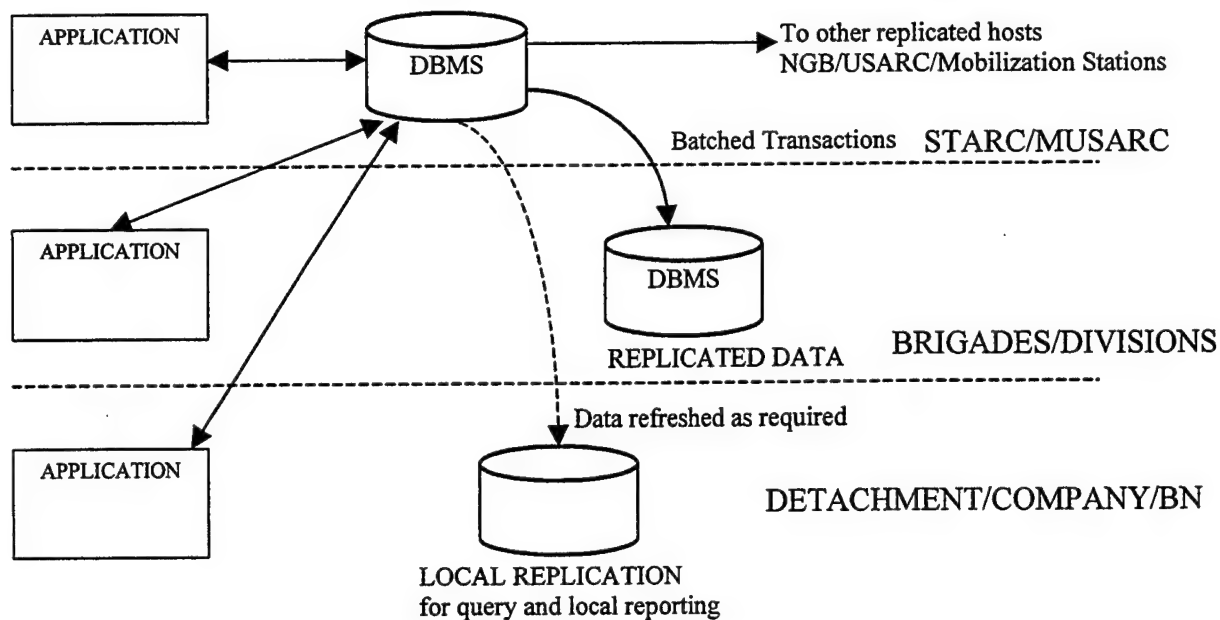 APPLICATION
DBMS
To other replicated hosts
NGB/USARC/Mobilization Stations
Batched Transactions
STARC/MUSARC
APPLICATION
DBMS
REPLICATED DATA
BRIGADES/DIVISIONS
Data refreshed as required
APPLICATION
DETACHMENT/COMPANY/BN
LOCAL REPLICATION
for query and local reporting